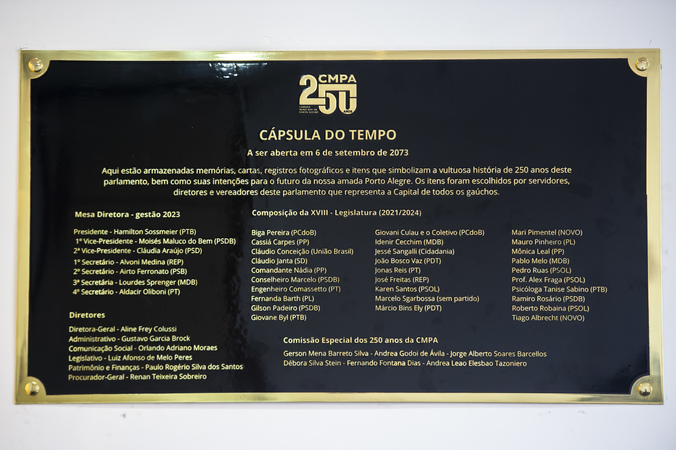 CMPA
250
CÁPSULA DO TEMPO
A ser aberta em 6 de setembro de 2073
Aqui estão armazenadas memórias, cartas, registros fotográficos e itens que simbolizam a vultuosa história de 250 anos deste
parlamento, bem como suas intenções para o futuro da nossa amada Porto Alegre. Os itens foram escolhidos por servidores,
diretores e vereadores deste parlamento que representa a Capital de todos os gaúchos.
Mesa Diretora - gestão 2023
Presidente - Hamilton Sossmeier (PTB)
1º Vice-Presidente - Moisés Maluco do Bem (PSDB)
2ª Vice-Presidente - Cláudia Araújo (PSD)
1º Secretário - Alvoni Medina (REP)
2º Secretário - Airto Ferronato (PSB)
3ª Secretária - Lourdes Sprenger (MDB)
4º Secretário - Aldacir Oliboni (PT)
Diretores
Diretora-Geral - Aline Frey Colussi
Administrativo - Gustavo Garcia Brock
Comunicação Social - Orlando Adriano Moraes
Legislativo - Luiz Afonso de Melo Peres
Patrimônio e Finanças - Paulo Rogério Silva dos Santos
Procurador-Geral - Renan Teixeira Sobreiro
Composição da XVIII - Legislatura (2021/2024)
Biga Pereira (PCdoB)
Cassiá Carpes (PP)
Cláudio Conceição (União Brasil)
Cláudio Janta (SD)
Comandante Nádia (PP)
Conselheiro Marcelo (PSDB)
Engenheiro Comassetto (PT)
Fernanda Barth (PL)
Gilson Padeiro (PSDB)
Giovane Byl (PTB)
Giovani Culau e o Coletivo (PCdoB)
Idenir Cecchim (MDB)
Jessé Sangalli (Cidadania)
João Bosco Vaz (PDT)
Jonas Reis (PT)
José Freitas (REP)
Karen Santos (PSOL)
Marcelo Sgarbossa (sem partido)
Márcio Bins Ely (PDT)
Mari Pimentel (NOVO)
Mauro Pinheiro (PL)
Mônica Leal (PP)
Pablo Melo (MDB)
Pedro Ruas (PSOL)
Prof. Alex Fraga (PSOL)
Psicóloga Tanise Sabino (PTB)
Ramiro Rosário (PSDB)
Roberto Robaina (PSOL)
Tiago Albrecht (NOVO)
Comissão Especial dos 250 anos da CMPA
Gerson Mena Barreto Silva - Andrea Godoi de Ávila - Jorge Alberto Soares Barcellos
Débora Silva Stein - Fernando Fontana Dias - Andrea Leao Elesbao Tazoniero